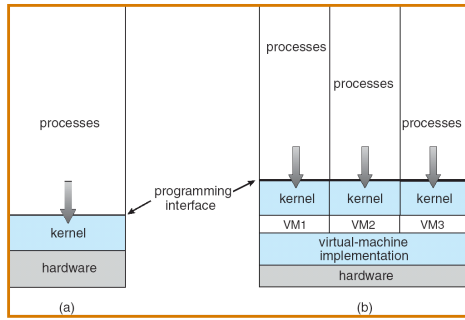 processes
kernel
hardware
(a)
programming
interface
processes
processes
processes
kernel kernel kernel
VM1 VM2 VM3
virtual-machine
implementation
hardware
(b)